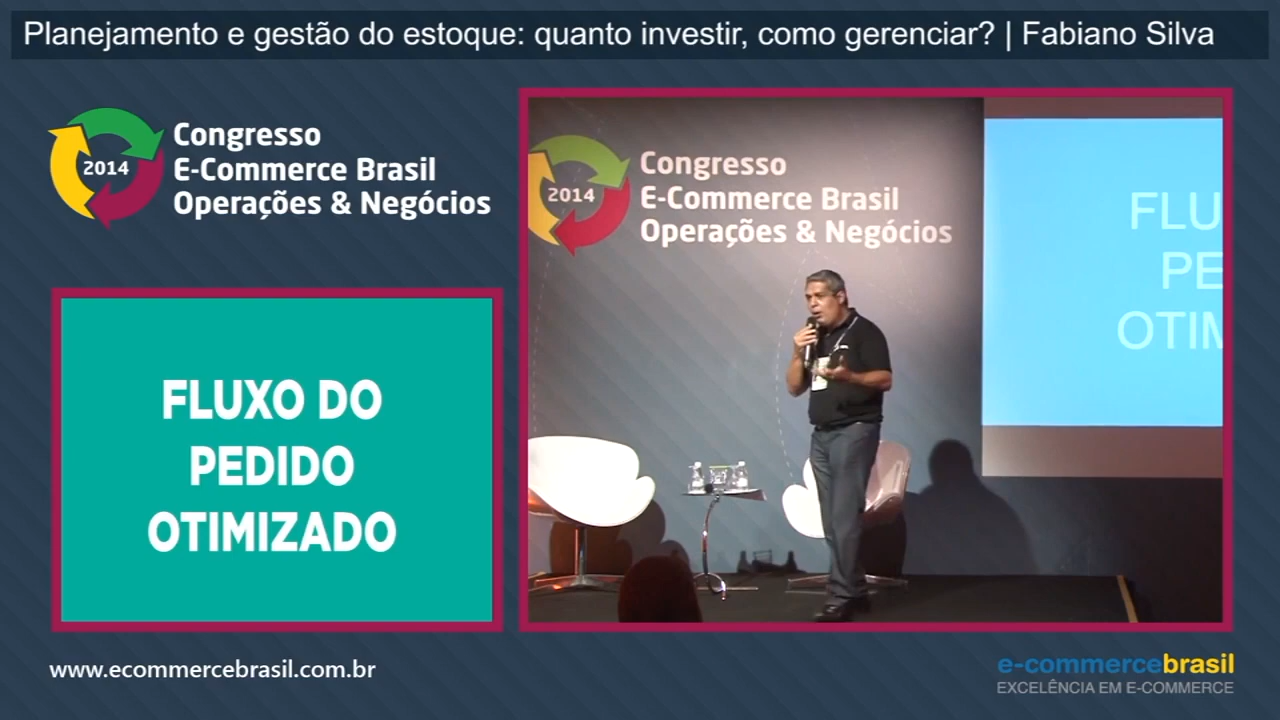 Planejamento e gestão do estoque: quanto investir, como gerenciar? | Fabiano Silva
2014
Congresso
E-Commerce Brasil
Operações & Negócios
FLUXO DO
PEDIDO
OTIMIZADO
2014
Congresso
E-Commerce Brasil
Operações & Negócios
FLU
PE
OTIM
www.ecommercebrasil.com.br
e-commercebrasil
EXCELÊNCIA EM E-COMMERCE